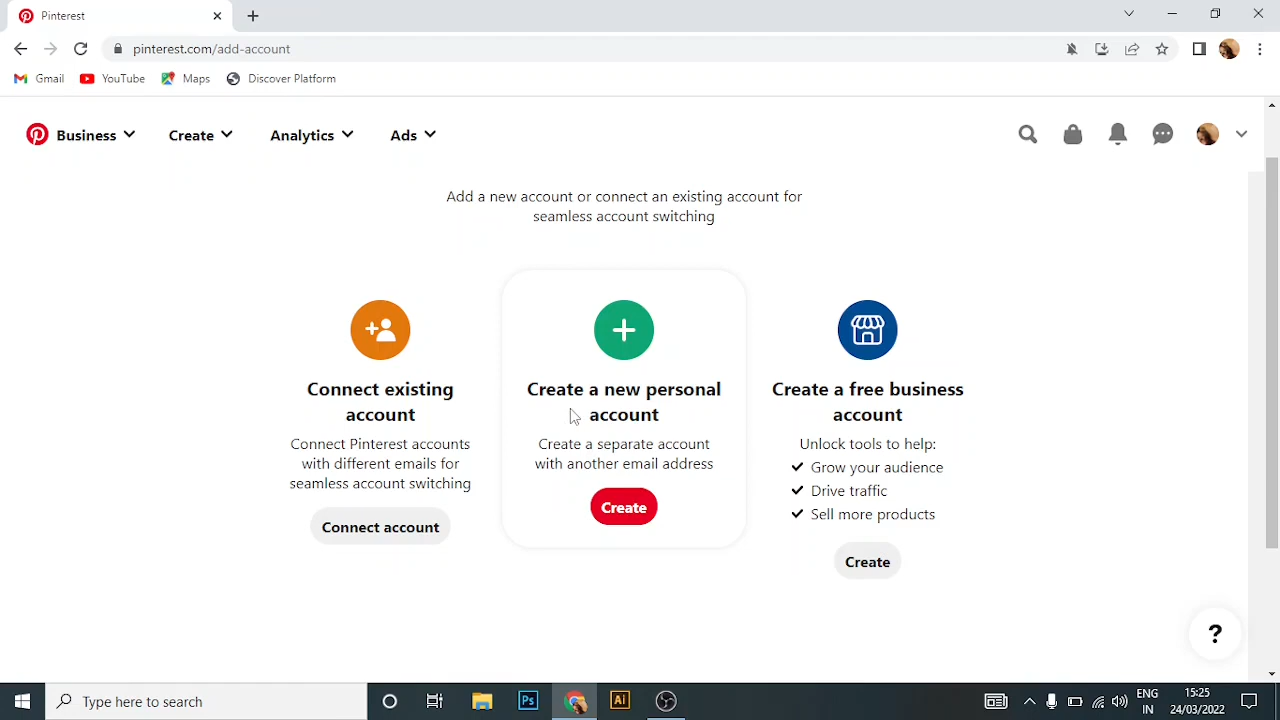 Pinterest
pinterest.com/add-account
Gmail YouTube Maps Discover Platform
Business Create Analytics Ads
Add a new account or connect an existing account for
seamless account switching
Connect existing
account
Connect Pinterest accounts
with different emails for
seamless account switching
Connect account
Create a new personal
account
Create a separate account
with another email address
Create
Create a free business
account
Unlock tools to help:
Grow your audience
Drive traffic
Sell more products
Create
?
Type here to search
Ps
Ai
ENG
IN
15:25
24/03/2022